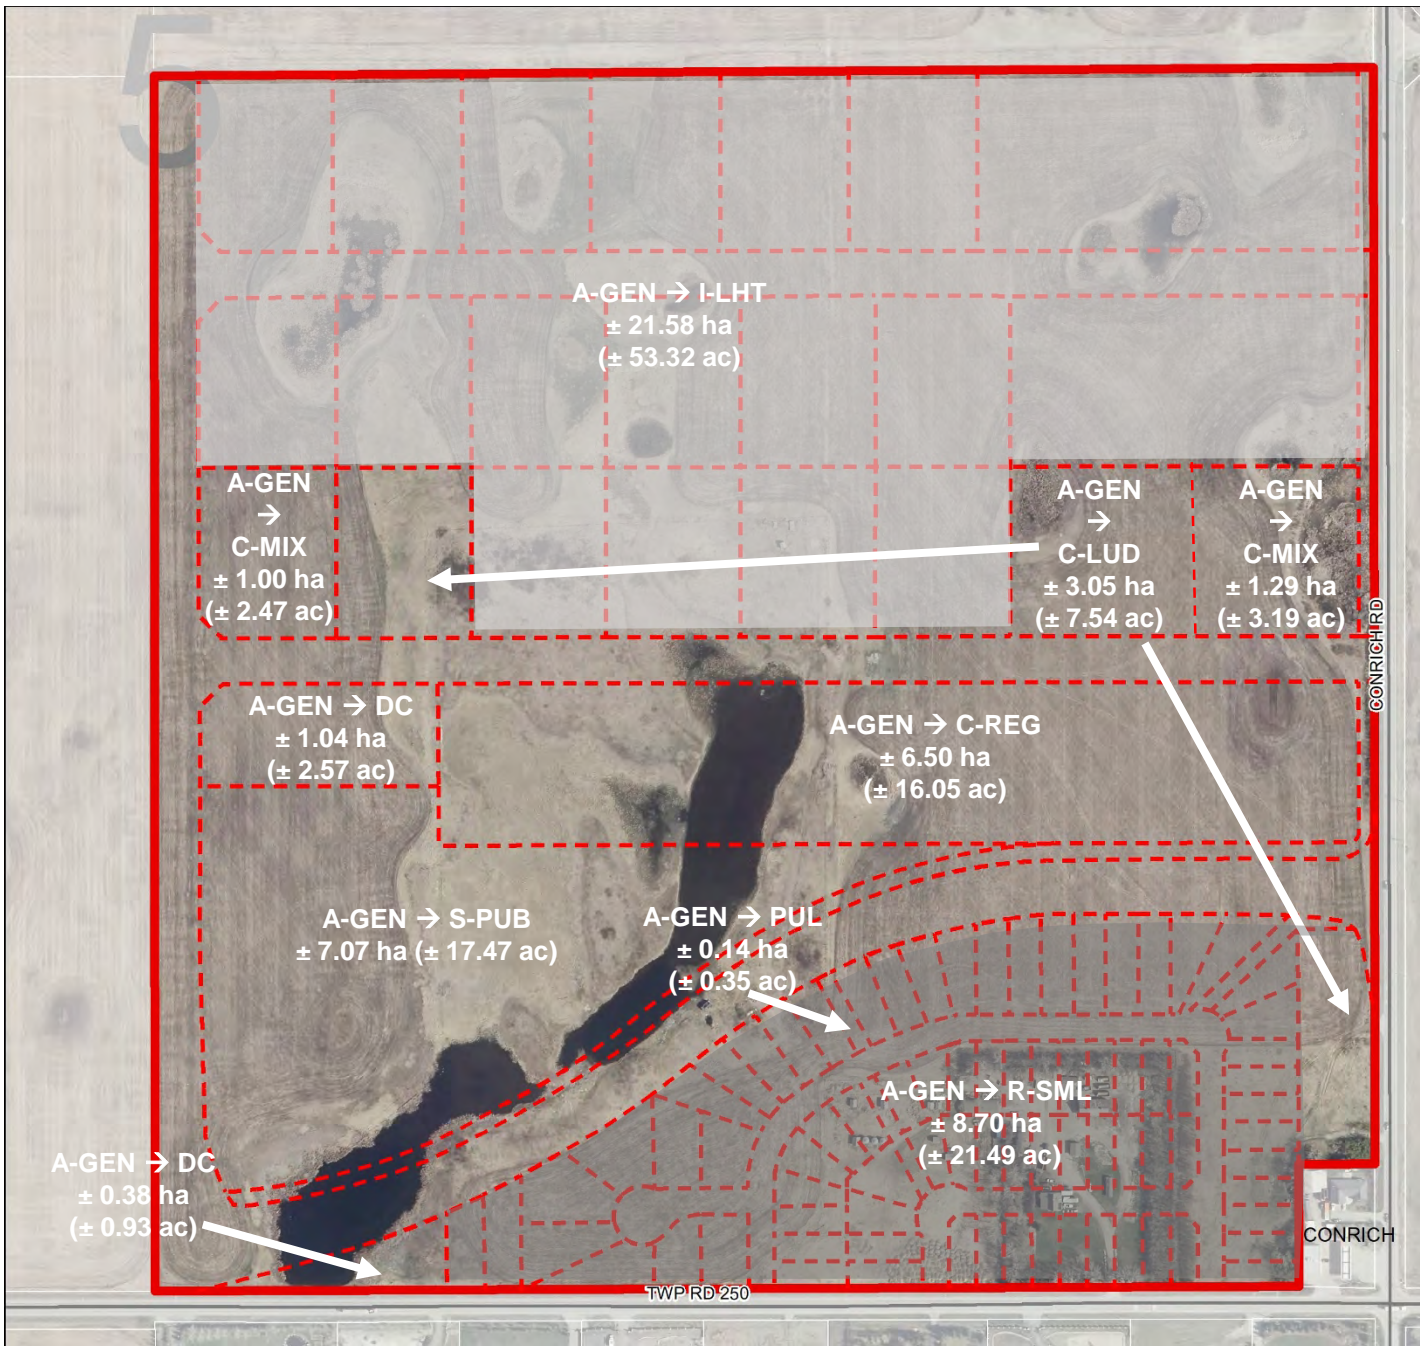 5
A-GEN → I-LHT
± 21.58 ha
(± 53.32 ac)
A-GEN
→
C-MIX
± 1.00 ha
(± 2.47 ac)
A-GEN
→
C-LUD
± 3.05 ha
(± 7.54 ac)
A-GEN
→
C-MIX
± 1.29 ha
(± 3.19 ac)
CONRICH RD
A-GEN → DC
± 1.04 ha
(± 2.57 ac)
A-GEN → C-REG
± 6.50 ha
(± 16.05 ac)
A-GEN → S-PUB
± 7.07 ha (± 17.47 ac)
A-GEN → PUL
± 0.14 ha
(± 0.35 ac)
A-GEN → R-SML
± 8.70 ha
(± 21.49 ac)
A-GEN → DC
± 0.38 ha
(± 0.93 ac)
CONRICH
TWP RD 250